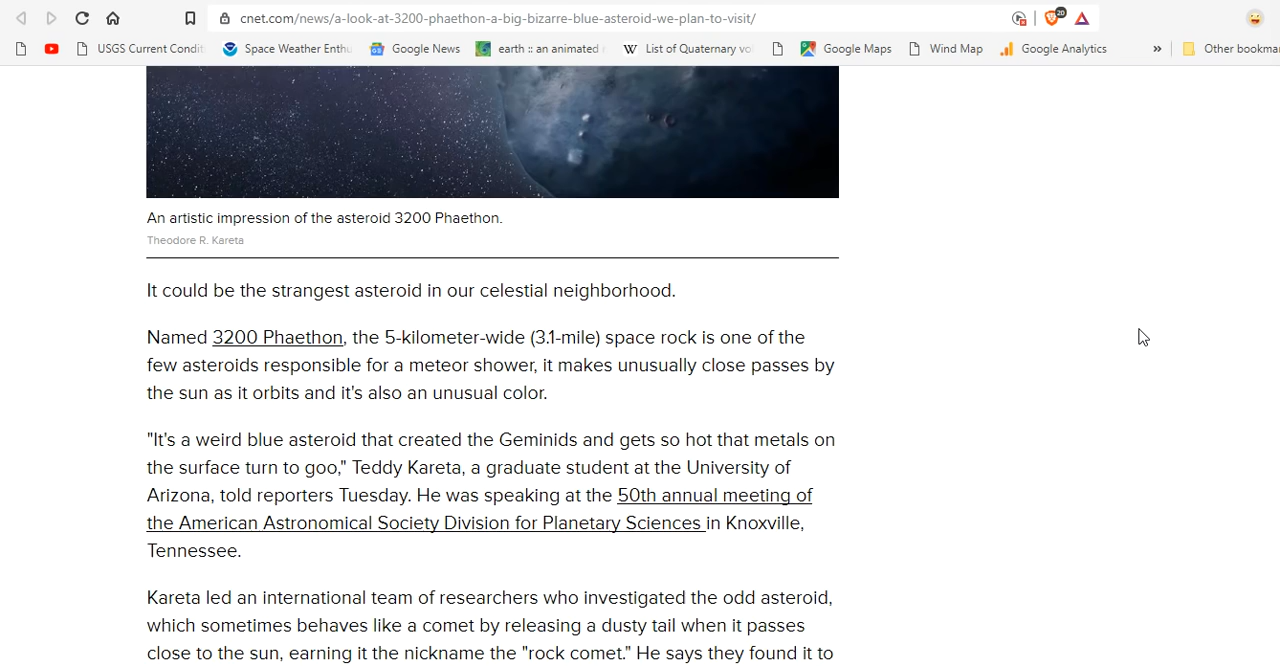 cnet.com/news/a-look-at-3200-phaethon-a-big-bizarre-blue-asteroid-we-plan-to-visit/
20
USGS Current Condit Space Weather Enthu Google News earth :: an animated List of Quaternary vo Google Maps Wind Map Google Analytics » Other bookma
An artistic impression of the asteroid 3200 Phaethon.
Theodore R. Kareta
It could be the strangest asteroid in our celestial neighborhood.
Named 3200 Phaethon, the 5-kilometer-wide (3.1-mile) space rock is one of the
few asteroids responsible for a meteor shower, it makes unusually close passes by
the sun as it orbits and it's also an unusual color.
"It's a weird blue asteroid that created the Geminids and gets so hot that metals on
the surface turn to goo," Teddy Kareta, a graduate student at the University of
Arizona, told reporters Tuesday. He was speaking at the 50th annual meeting of
the American Astronomical Society Division for Planetary Sciences in Knoxville,
Tennessee.
Kareta led an international team of researchers who investigated the odd asteroid,
which sometimes behaves like a comet by releasing a dusty tail when it passes
close to the sun, earning it the nickname the "rock comet." He says they found it to